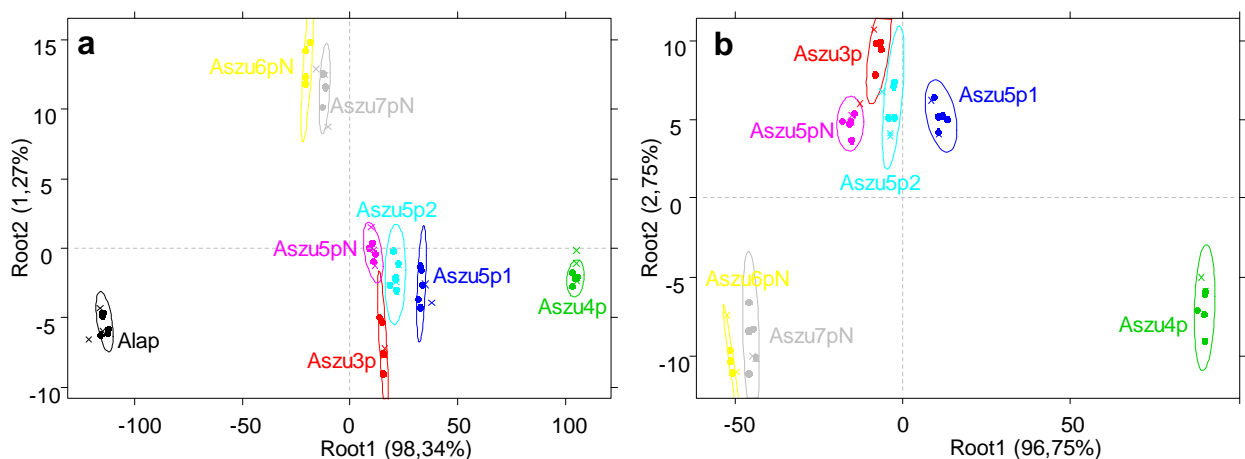 a
15
10
5
0
-5
-10
Root2 (1,27%)
Aszu6pN
Aszu7pN
Aszu5p2
Aszu5pN
Aszu5p1
Aszu4p
Aszu3p
Alap
-100
-50
0
50
100
Root1 (98,34%)
b
10
5
0
-5
-10
Root2 (2,75%)
Aszu3p
Aszu5p1
Aszu5pN
Aszu5p2
Aszu6pN
Aszu7pN
Aszu4p
-50
0
50
Root1 (96,75%)